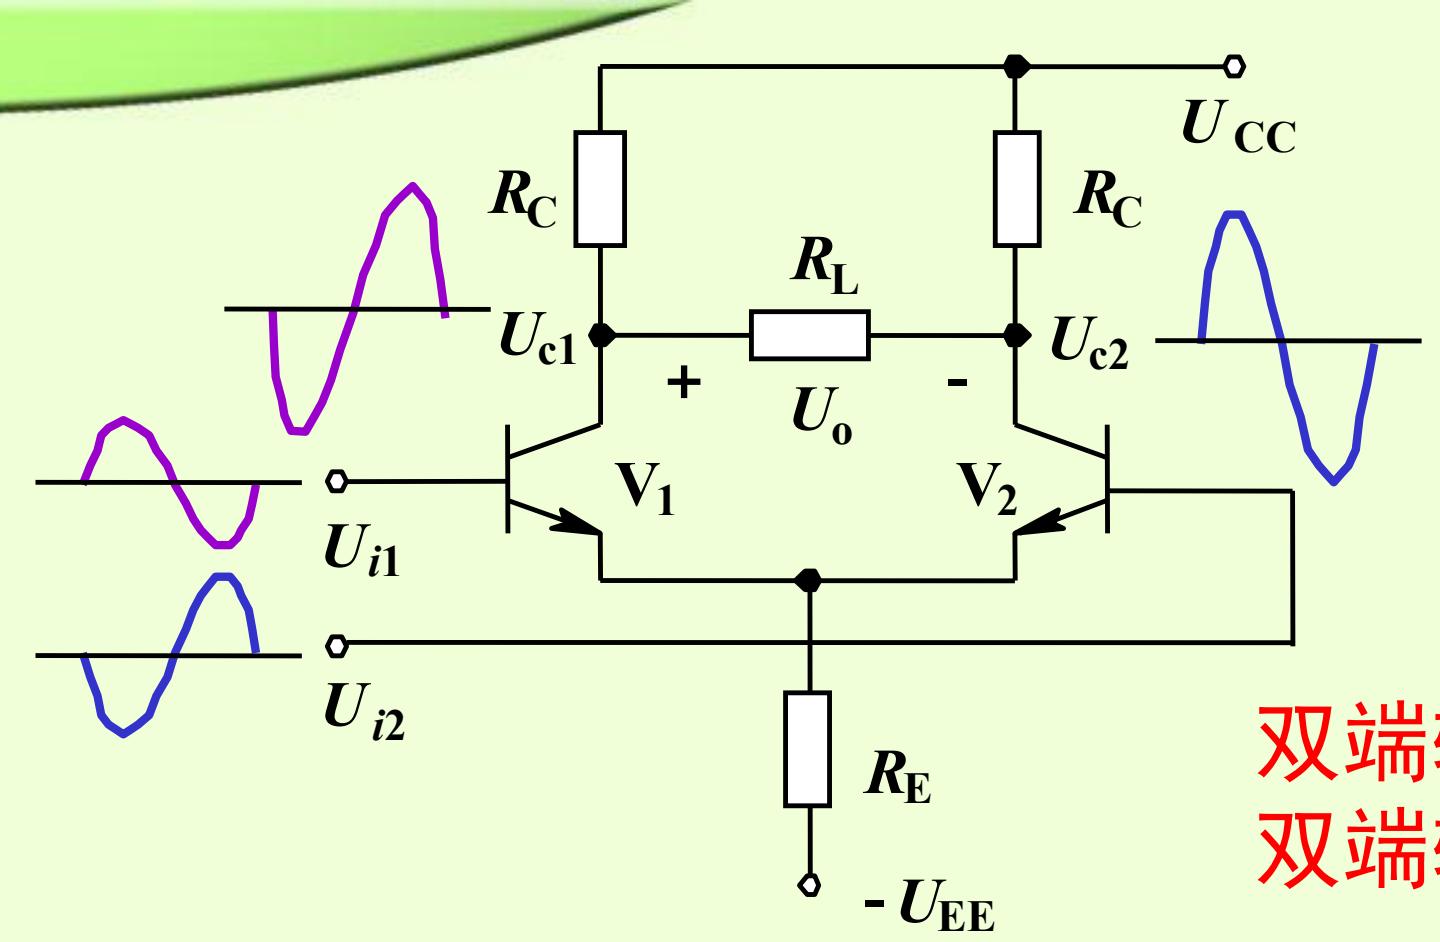 U CC
RC RC
RL
Uc1 Uc2
+ -
Uo
V1 V2
Ui1
Ui2
RE
双端
双端
- UEE